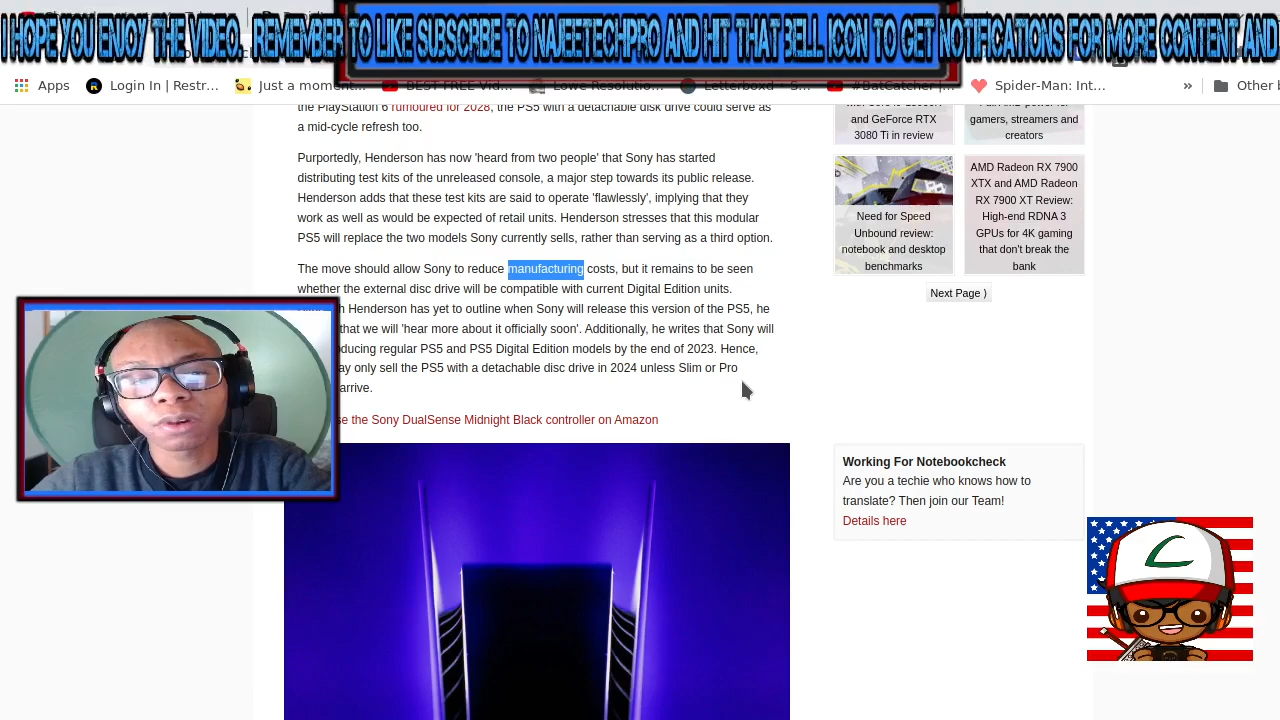 I HOPE YOU ENJOY THE VIDEO. REMEMBER TO LIKE SUBSCRBE TO NAJEETECHPRO AND HIT THAT BELL ICON TO GET NOTIFICATIONS FOR MORE CONTENT AND
Apps
Login In | Restr...
Just a mom
BEST FREE Vid...
Lowe Resolutio...
Letterboxd • S...
#BatCatcher |...
Spider-Man: Int...
»
Other b
the PlayStation 6 rumoured for 2028, the PS5 with a detachable disk drive could serve as
a mid-cycle refresh too.
Purportedly, Henderson has now 'heard from two people' that Sony has started
distributing test kits of the unreleased console, a major step towards its public release.
Henderson adds that these test kits are said to operate 'flawlessly', implying that they
work as well as would be expected of retail units. Henderson stresses that this modular
PS5 will replace the two models Sony currently sells, rather than serving as a third option.
The move should allow Sony to reduce manufacturing costs, but it remains to be seen
whether the external disc drive will be compatible with current Digital Edition units.
Henderson has yet to outline when Sony will release this version of the PS5, he
that we will 'hear more about it officially soon'. Additionally, he writes that Sony will
oducing regular PS5 and PS5 Digital Edition models by the end of 2023. Hence,
ay only sell the PS5 with a detachable disc drive in 2024 unless Slim or Pro
arrive.
se the Sony DualSense Midnight Black controller on Amazon
and GeForce RTX
3080 Ti in review
gamers, streamers and
creators
Need for Speed
Unbound review:
notebook and desktop
benchmarks
AMD Radeon RX 7900
XTX and AMD Radeon
RX 7900 XT Review:
High-end RDNA 3
GPUs for 4K gaming
that don't break the
bank
Next Page ⟩
Working For Notebookcheck
Are you a techie who knows how to
translate? Then join our Team!
Details here